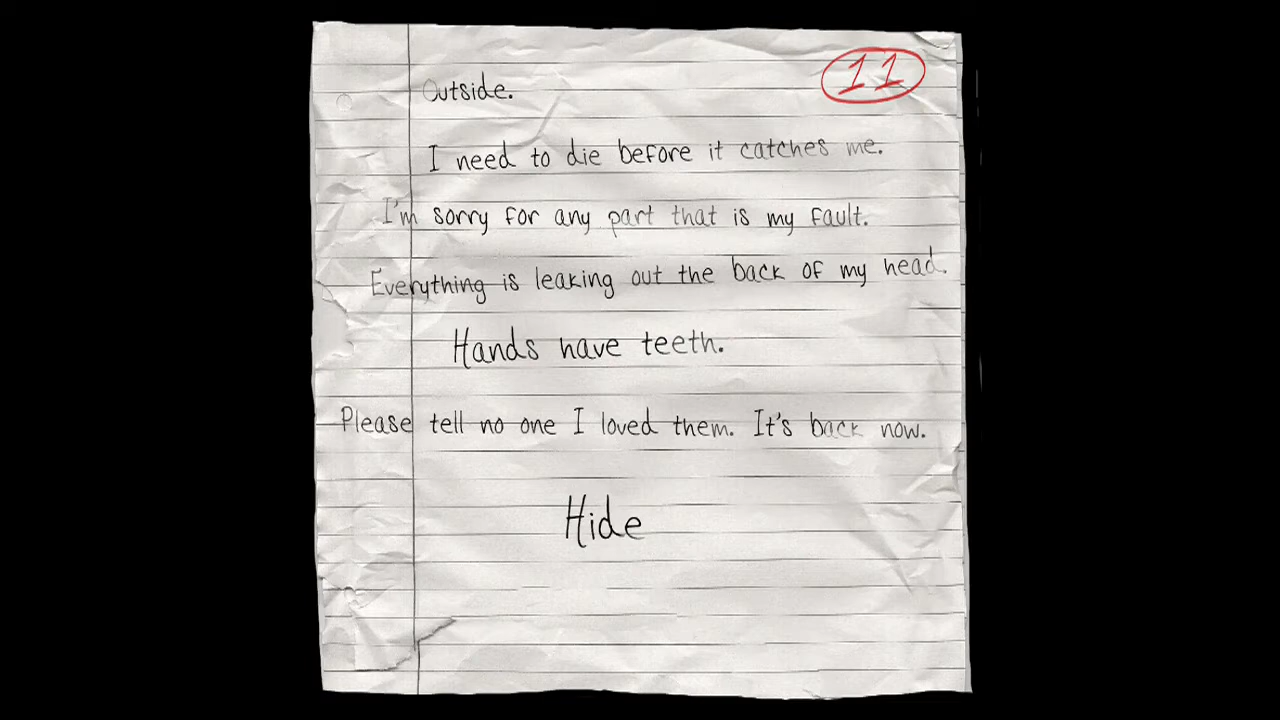 11
Outside.
I need to die before it catches me.
I'm sorry for any part that is my fault.
Everything is leaking out the back of my head.
Hands have teeth.
Please tell no one I loved them. It's back now.
Hide